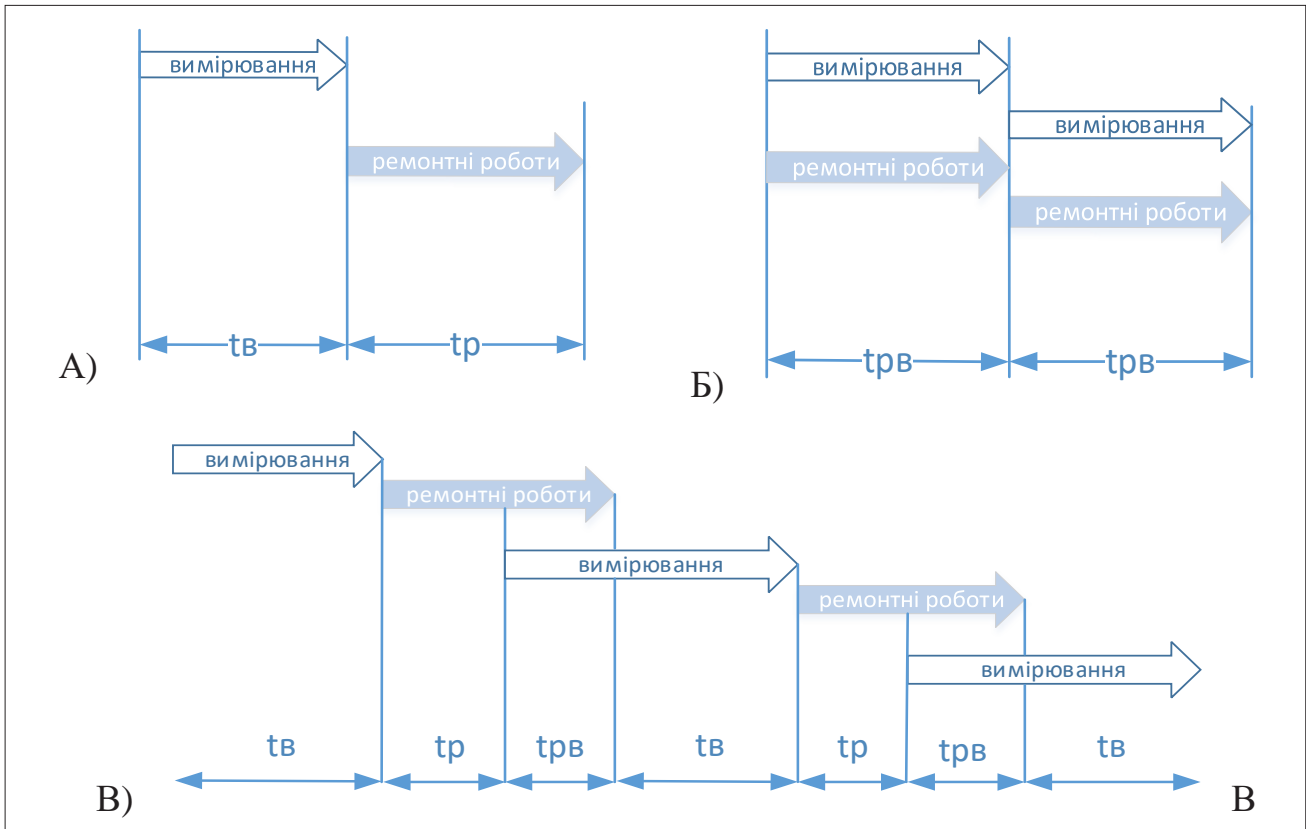 вимірювання
ремонтні роботи
tв
tр
А)
вимірювання
вимірювання
ремонтні роботи
ремонтні роботи
tрв
tрв
Б)
вимірювання
ремонтні роботи
вимірювання
ремонтні роботи
вимірювання
tв
tр
tрв
tв
tр
tрв
tв
В)
В